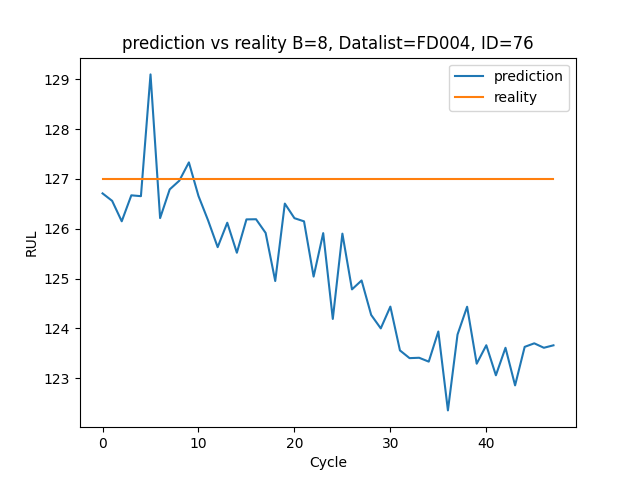 prediction vs reality B=8, Datalist=FD004, ID=76
prediction
reality
129
128
127
126
125
124
123
RUL
0
10
20
30
40
Cycle